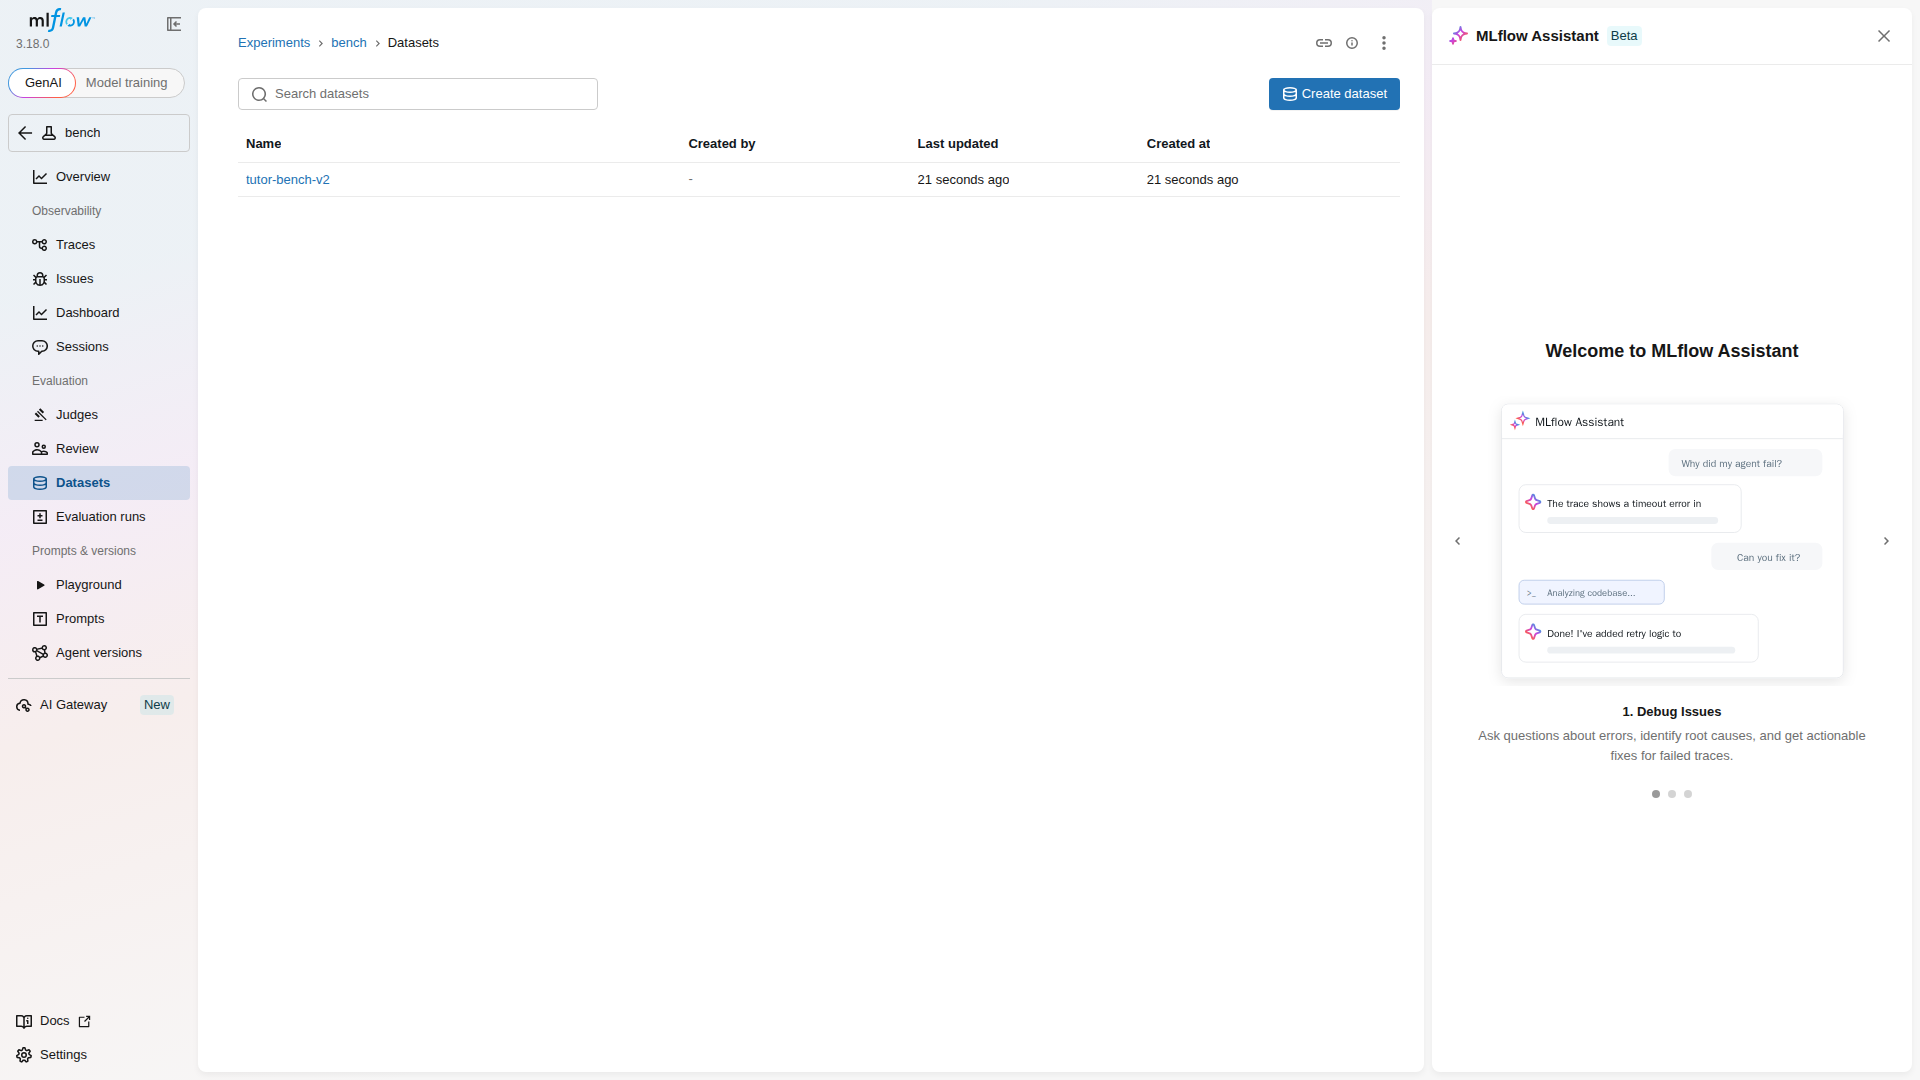 mlflow
3.18.0
GenAI
Model training
bench
Overview
Observability
Traces
Issues
Dashboard
Sessions
Evaluation
Judges
Review
Datasets
Evaluation runs
Prompts & versions
Playground
Prompts
Agent versions
AI Gateway New
Docs
Settings
Experiments > bench > Datasets
Search datasets
Create dataset
Name Created by Last updated Created at
tutor-bench-v2 - 21 seconds ago 21 seconds ago
MLflow Assistant Beta
Welcome to MLflow Assistant
MLflow Assistant
Why did my agent fail?
The trace shows a timeout error in
Can you fix it?
>_ Analyzing codebase...
Done! I've added retry logic to
1. Debug Issues
Ask questions about errors, identify root causes, and get actionable
fixes for failed traces.